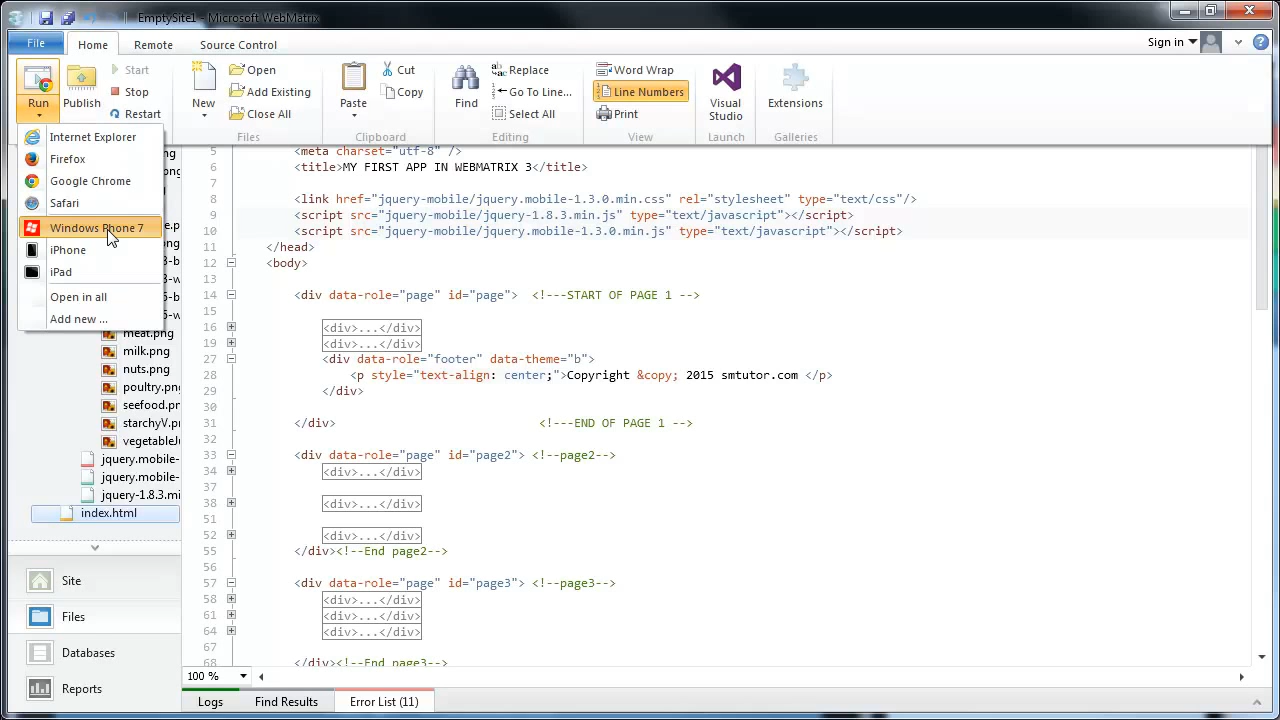 EmptySite1 - Microsoft WebMatrix
File
Home
Remote
Source Control
Sign in
Run
Publish
Start
Stop
Restart
New
Open
Add Existing
Close All
Files
Paste
Cut
Copy
Clipboard
Find
Replace
Go To Line...
Select All
Editing
Word Wrap
Line Numbers
Print
View
Visual
Studio
Launch
Extensions
Galleries
Internet Explorer
Firefox
Google Chrome
Safari
Windows Phone 7
iPhone
iPad
Open in all
Add new ...
meat.png
milk.png
nuts.png
poultry.png
seefood.pn
starchyV.png
vegetableJu
jquery.mobile-
jquery.mobile-
jquery-1.8.3.mi
index.html
Site
Files
Databases
Reports
5 <meta charset="utf-8" />
6 <title>MY FIRST APP IN WEBMATRIX 3</title>
7
8 <link href="jquery-mobile/jquery.mobile-1.3.0.min.css" rel="stylesheet" type="text/css"/>
9 <script src="jquery-mobile/jquery-1.8.3.min.js" type="text/javascript"></script>
10 <script src="jquery-mobile/jquery.mobile-1.3.0.min.js" type="text/javascript"></script>
11 </head>
12 <body>
13
14 <div data-role="page" id="page"> <!---START OF PAGE 1 -->
15
16 <div>...</div>
19 <div>...</div>
27 <div data-role="footer" data-theme="b">
28 <p style="text-align: center;">Copyright &copy; 2015 smtutor.com </p>
29 </div>
30
31 </div> <!---END OF PAGE 1 -->
32
33 <div data-role="page" id="page2"> <!--page2-->
34 <div>...</div>
37
38 <div>...</div>
51
52 <div>...</div>
55 </div><!--End page2-->
56
57 <div data-role="page" id="page3"> <!--page3-->
58 <div>...</div>
61 <div>...</div>
64 <div>...</div>
67
68 </div><!--End page3-->
100 %
Logs
Find Results
Error List (11)